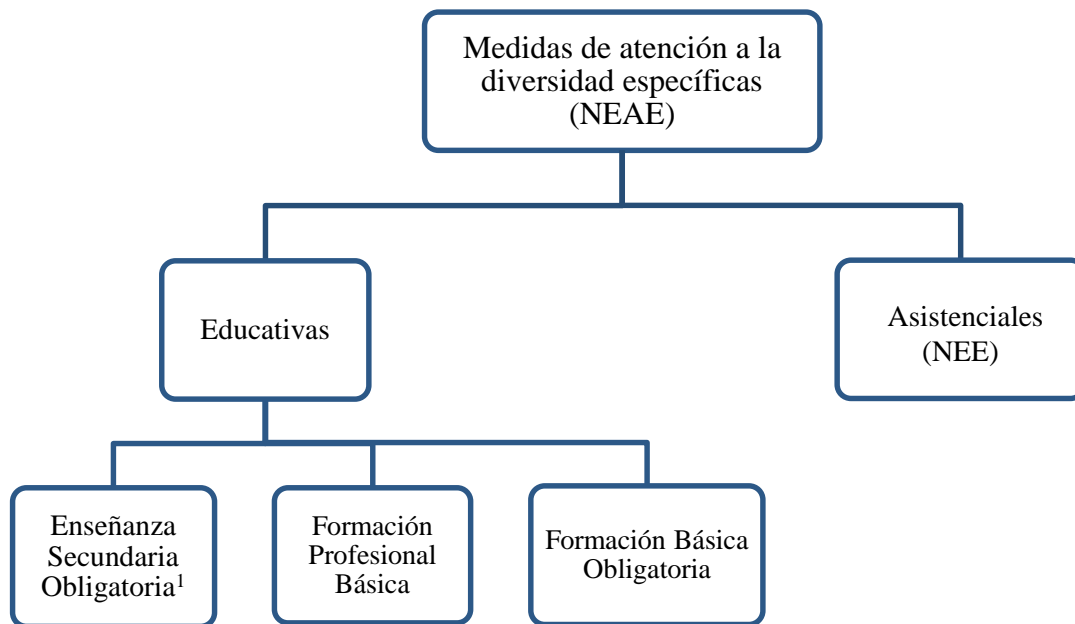 Medidas de atención a la
diversidad específicas
(NEAE)
Educativas
Asistenciales
(NEE)
Enseñanza
Secundaria
Obligatoria¹
Formación
Profesional
Básica
Formación Básica
Obligatoria